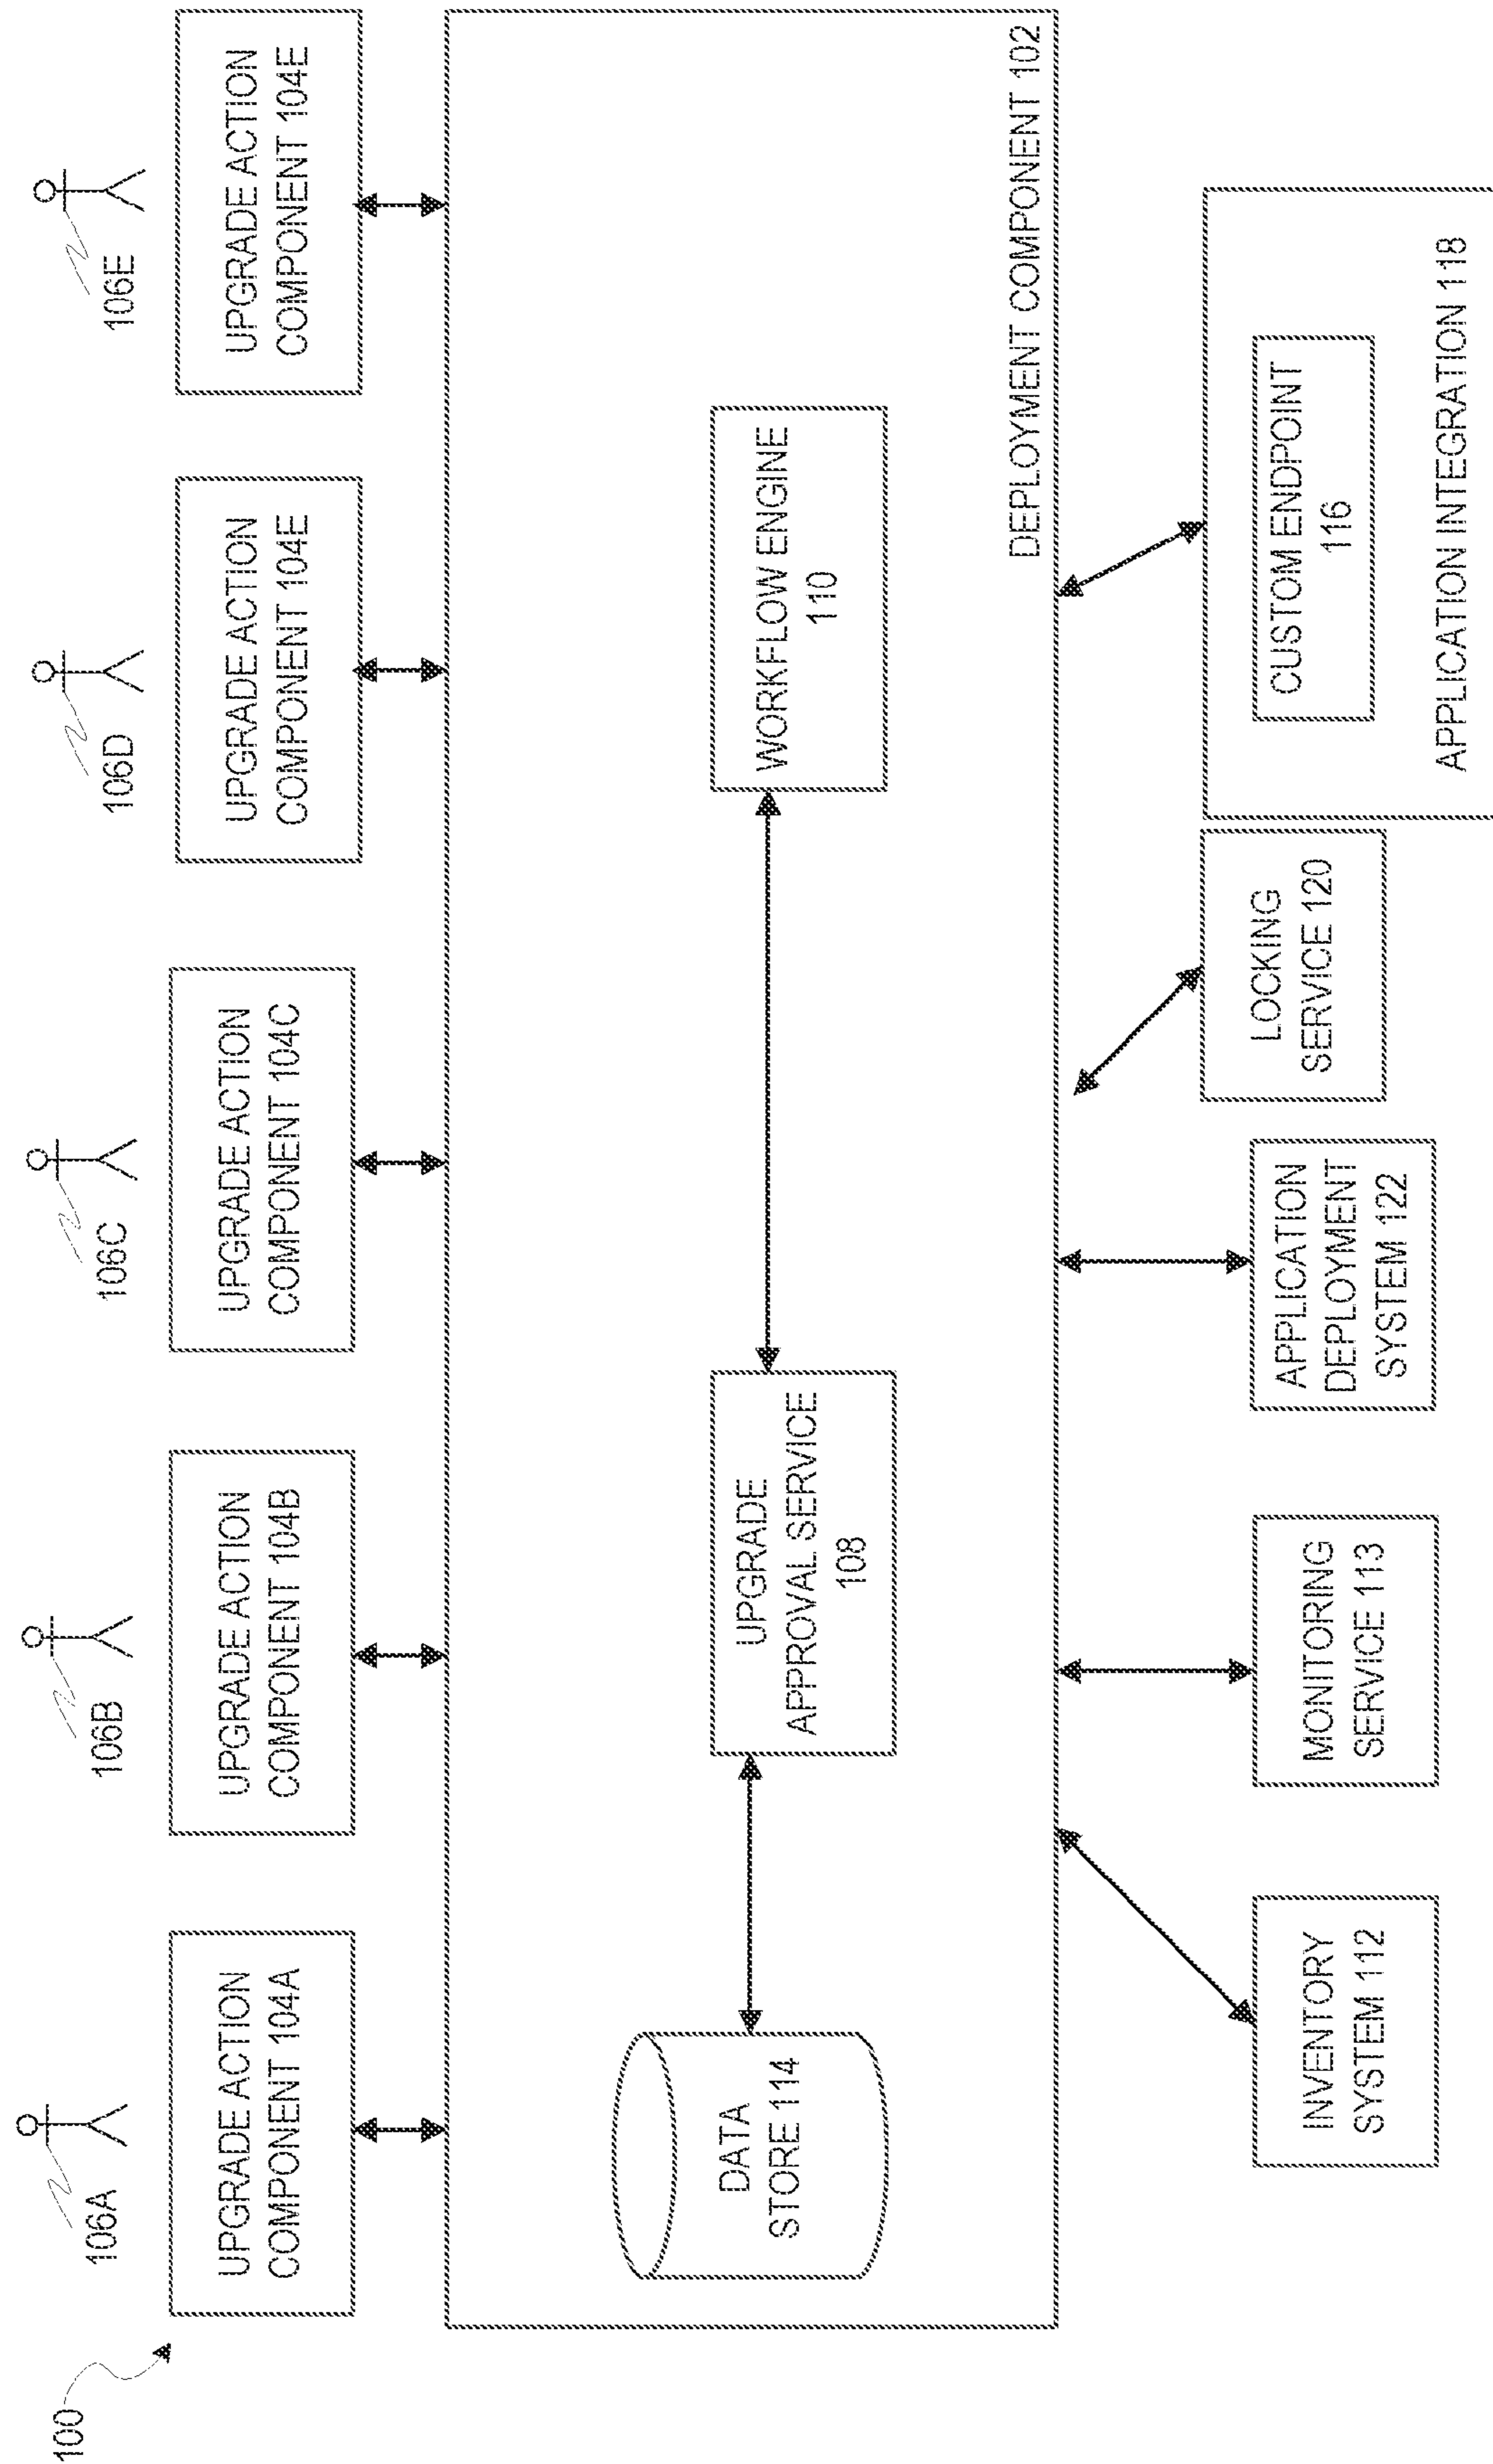 100
106A
106B
106C
106D
106E
UPGRADE ACTION
COMPONENT 104A
UPGRADE ACTION
COMPONENT 104B
UPGRADE ACTION
COMPONENT 104C
UPGRADE ACTION
COMPONENT 104E
UPGRADE ACTION
COMPONENT 104E
DATA
STORE 114
UPGRADE
APPROVAL SERVICE
108
WORKFLOW ENGINE
110
DEPLOYMENT COMPONENT 102
INVENTORY
SYSTEM 112
MONITORING
SERVICE 113
APPLICATION
DEPLOYMENT
SYSTEM 122
LOCKING
SERVICE 120
CUSTOM ENDPOINT
116
APPLICATION INTEGRATION 118